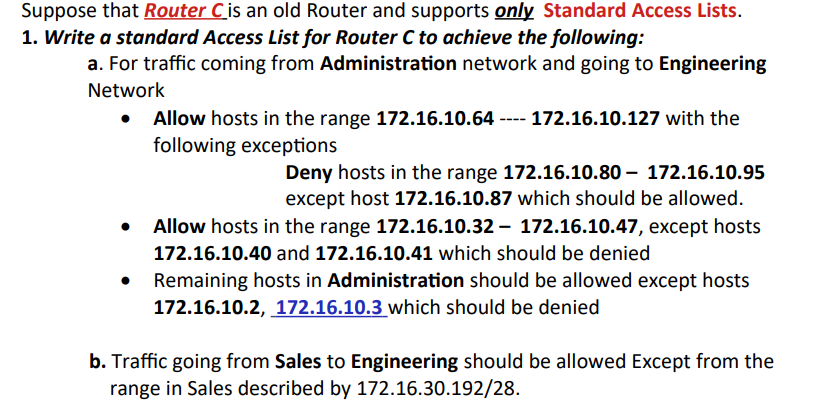 Suppose that Router C is an old Router and supports only Standard Access Lists.
1. Write a standard Access List for Router C to achieve the following:
a. For traffic coming from Administration network and going to Engineering
Network
• Allow hosts in the range 172.16.10.64 ---- 172.16.10.127 with the
following exceptions
Deny hosts in the range 172.16.10.80 – 172.16.10.95
except host 172.16.10.87 which should be allowed.
• Allow hosts in the range 172.16.10.32 – 172.16.10.47, except hosts
172.16.10.40 and 172.16.10.41 which should be denied
• Remaining hosts in Administration should be allowed except hosts
172.16.10.2, 172.16.10.3 which should be denied
b. Traffic going from Sales to Engineering should be allowed Except from the
range in Sales described by 172.16.30.192/28.